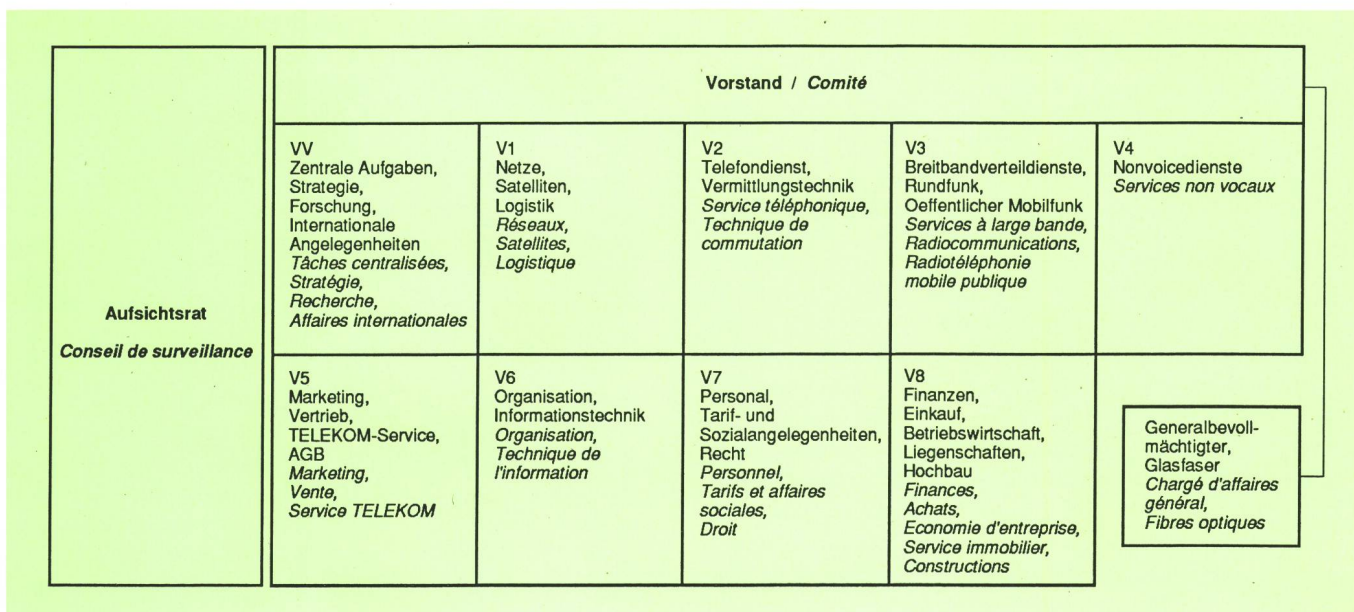 Aufsichtsrat
Conseil de surveillance
Vorstand / Comité
VV
Zentrale Aufgaben,
Strategie,
Forschung,
Internationale
Angelegenheiten
Tâches centralisées,
Stratégie,
Recherche,
Affaires internationales
V1
Netze,
Satelliten,
Logistik
Réseaux,
Satellites,
Logistique
V2
Telefondienst,
Vermittlungstechnik
Service téléphonique,
Technique de
commutation
V3
Breitbandverteildienste,
Rundfunk,
Oeffentlicher Mobilfunk
Services à large bande,
Radiocommunications,
Radiotéléphonie
mobile publique
V4
Nonvoicedienste
Services non vocaux
V5
Marketing,
Vertrieb,
TELEKOM-Service,
AGB
Marketing,
Vente,
Service TELEKOM
V6
Organisation,
Informationstechnik
Organisation,
Technique de
l'information
V7
Personal,
Tarif- und
Sozialangelegenheiten,
Recht
Personnel,
Tarifs et affaires
sociales,
Droit
V8
Finanzen,
Einkauf,
Betriebswirtschaft,
Liegenschaften,
Hochbau
Finances,
Achats,
Economie d'entreprise,
Service immobilier,
Constructions
Generalbevoll-
mächtigter,
Glasfaser
Chargé d'affaires
général,
Fibres optiques